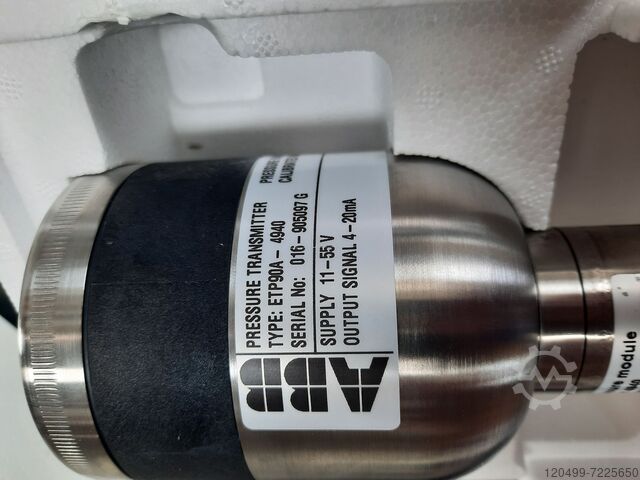 PRESSURE TRANSMITTER
TYPE: ETP90A-4940
SERIAL No: 016-905097 G
SUPPLY 11-55 V
OUTPUT SIGNAL 4-20mA
ABB
module
120499-7225650